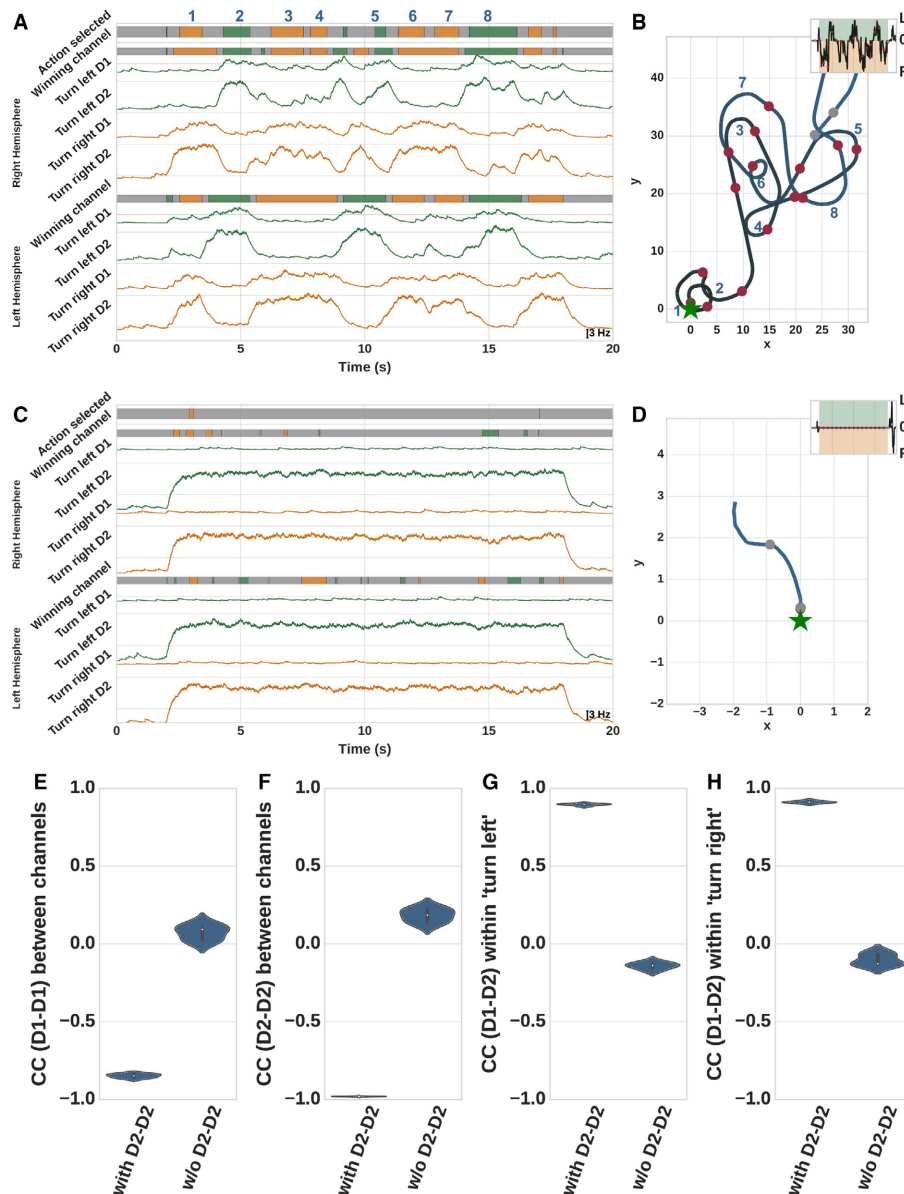 A
1 2 3 4 5 6 7 8
Action selected
Winning channel
Turn left D1
Turn left D2
Turn right D1
Turn right D2
Right Hemisphere
Winning channel
Turn left D1
Turn left D2
Turn right D1
Turn right D2
Left Hemisphere
3 Hz
0 5 10 15 20
Time (s)
B
L
R
40
30
20
10
0
y
7
3
5
6
8
4
2
1
0 5 10 15 20 25 30
x
C
Action selected
Winning channel
Turn left D1
Turn left D2
Turn right D1
Turn right D2
Right Hemisphere
Winning channel
Turn left D1
Turn left D2
Turn right D1
Turn right D2
Left Hemisphere
3 Hz
0 5 10 15 20
Time (s)
D
L
4
3
2
1
0
−1
−2
y
−3 −2 −1 0 1 2
x
E
CC (D1-D1) between channels
1.0
0.5
0.0
−0.5
−1.0
with D2-D2
w/o D2-D2
F
CC (D2-D2) between channels
1.0
0.5
0.0
−0.5
−1.0
with D2-D2
w/o D2-D2
G
CC (D1-D2) within 'turn left'
1.0
0.5
0.0
−0.5
−1.0
with D2-D2
w/o D2-D2
H
CC (D1-D2) within 'turn right'
1.0
0.5
0.0
−0.5
−1.0
with D2-D2
w/o D2-D2